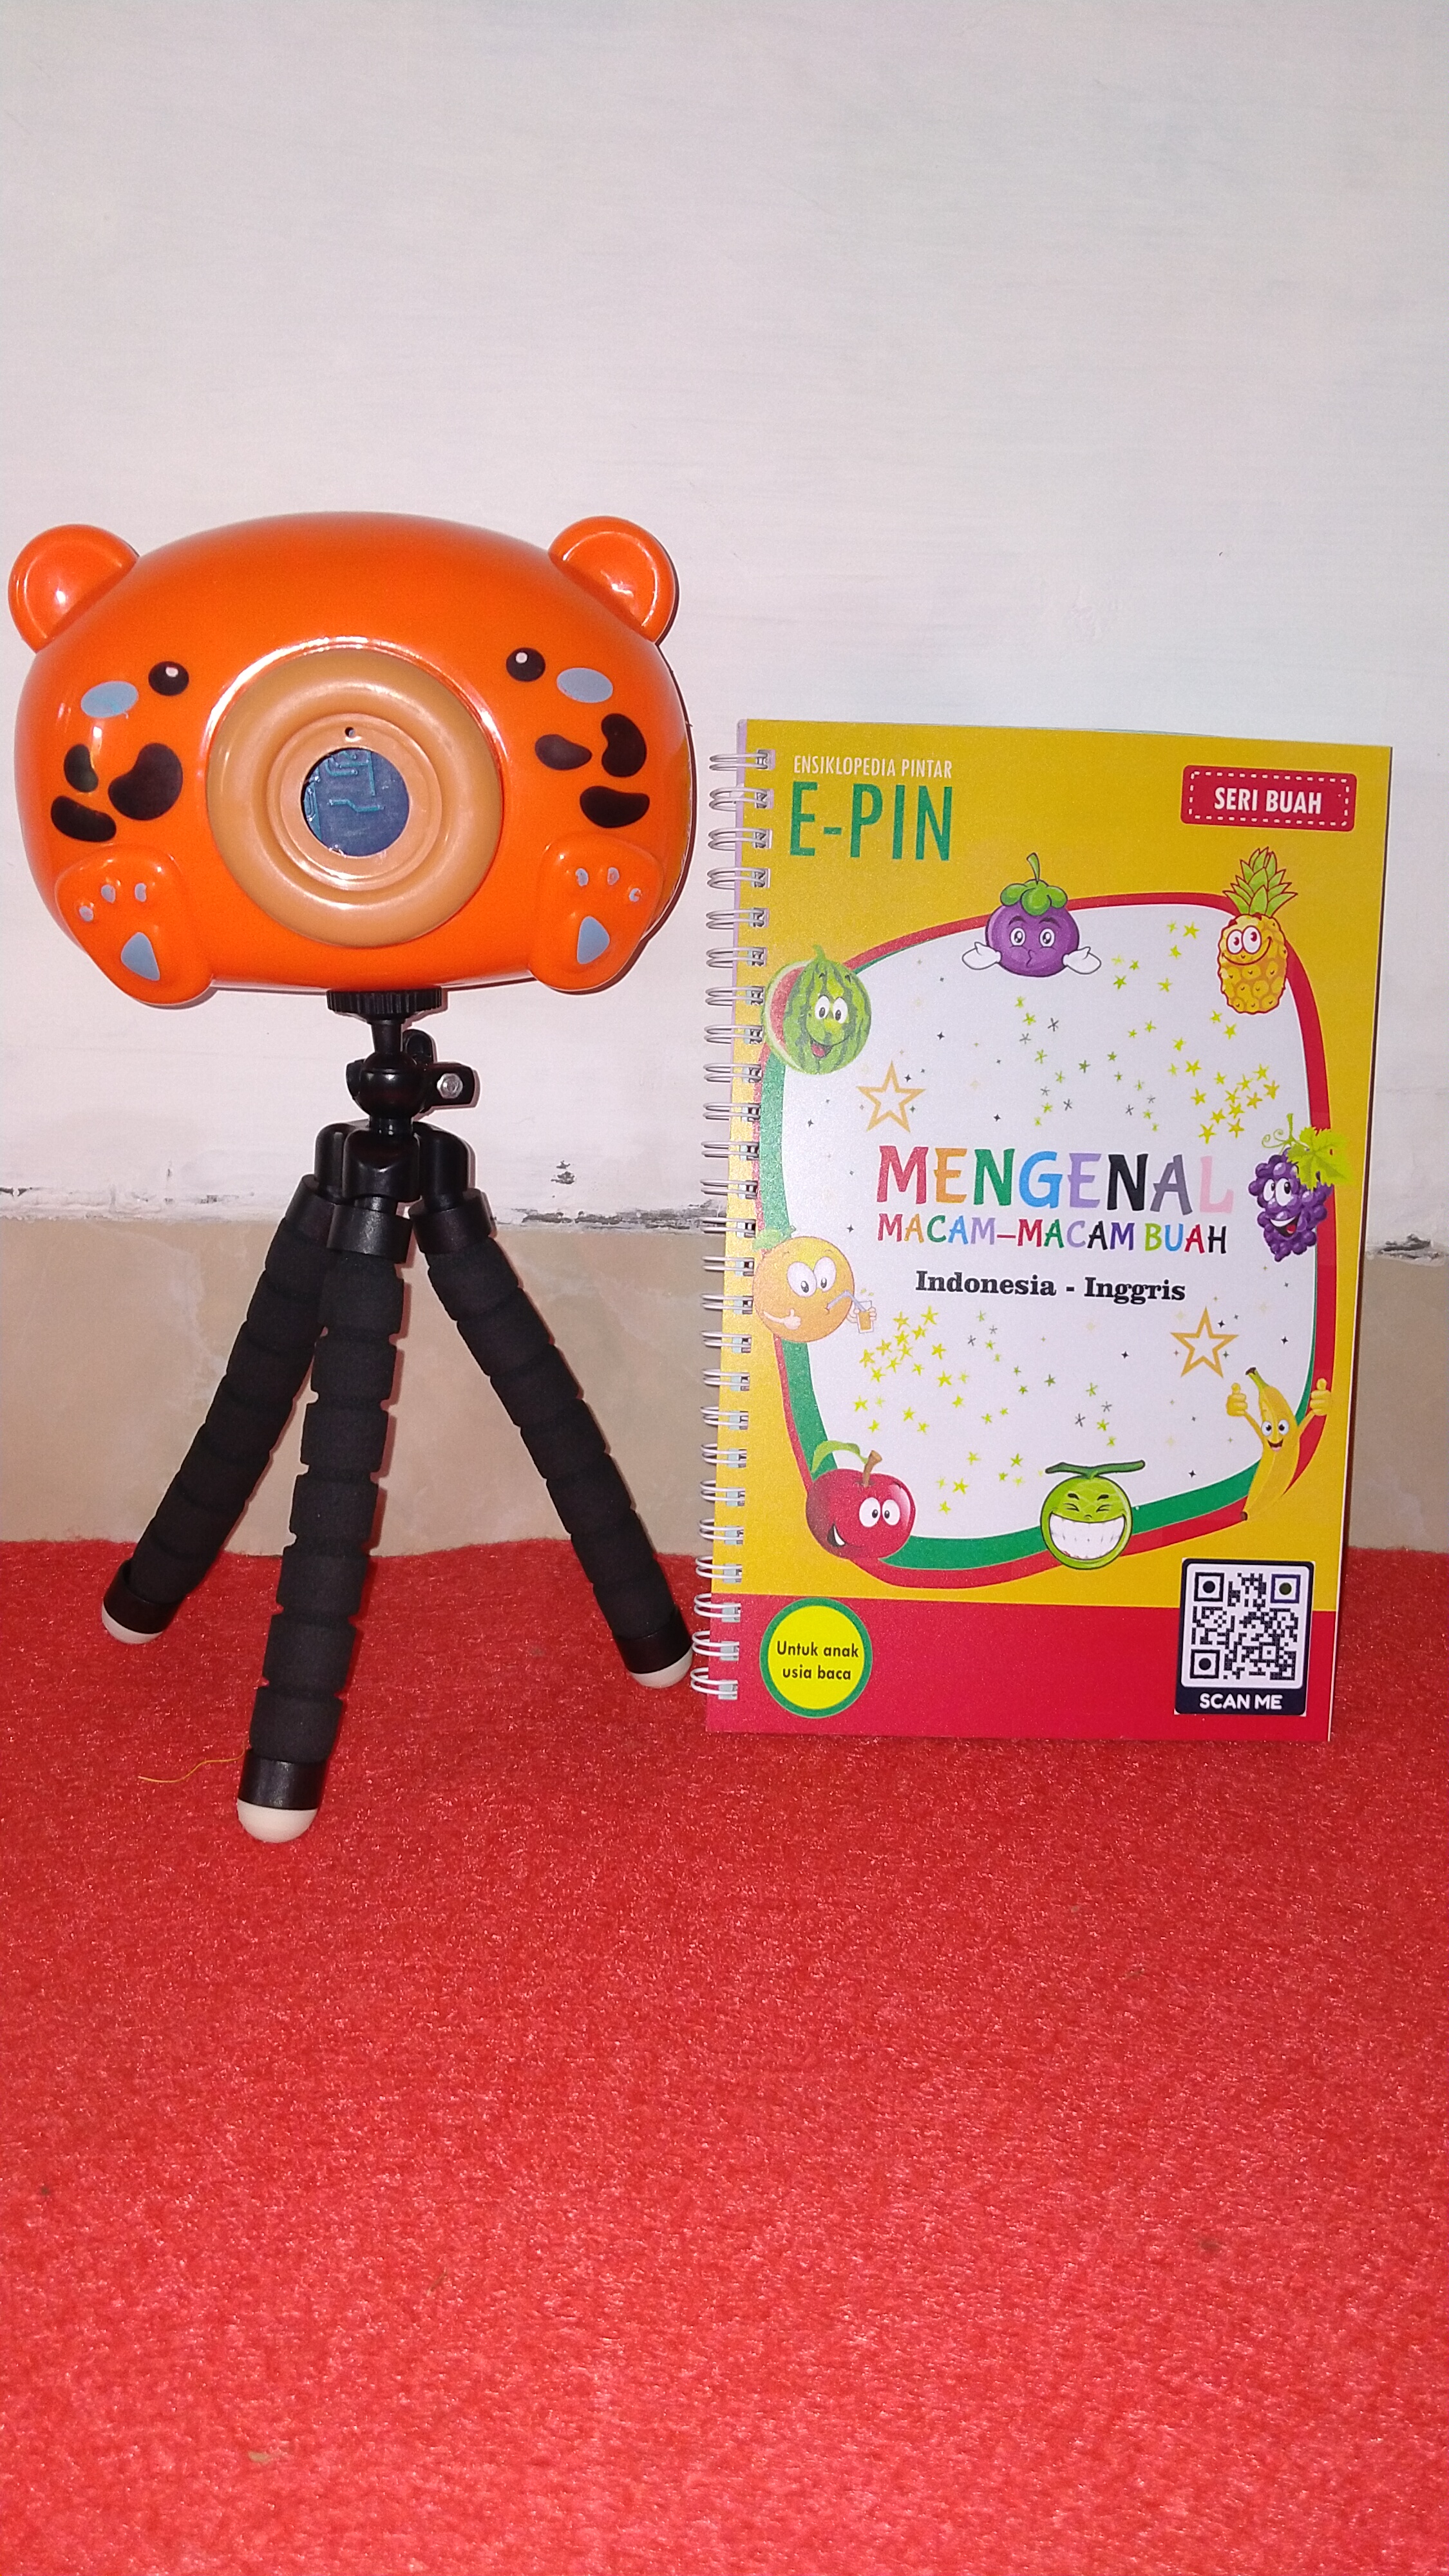 ENSIKLOPEDIA PINTAR
E-PIN
SERI BUAH
MENGENAL
MACAM-MACAM BUAH
Indonesia - Inggris
Untuk anak
usia baca
SCAN ME